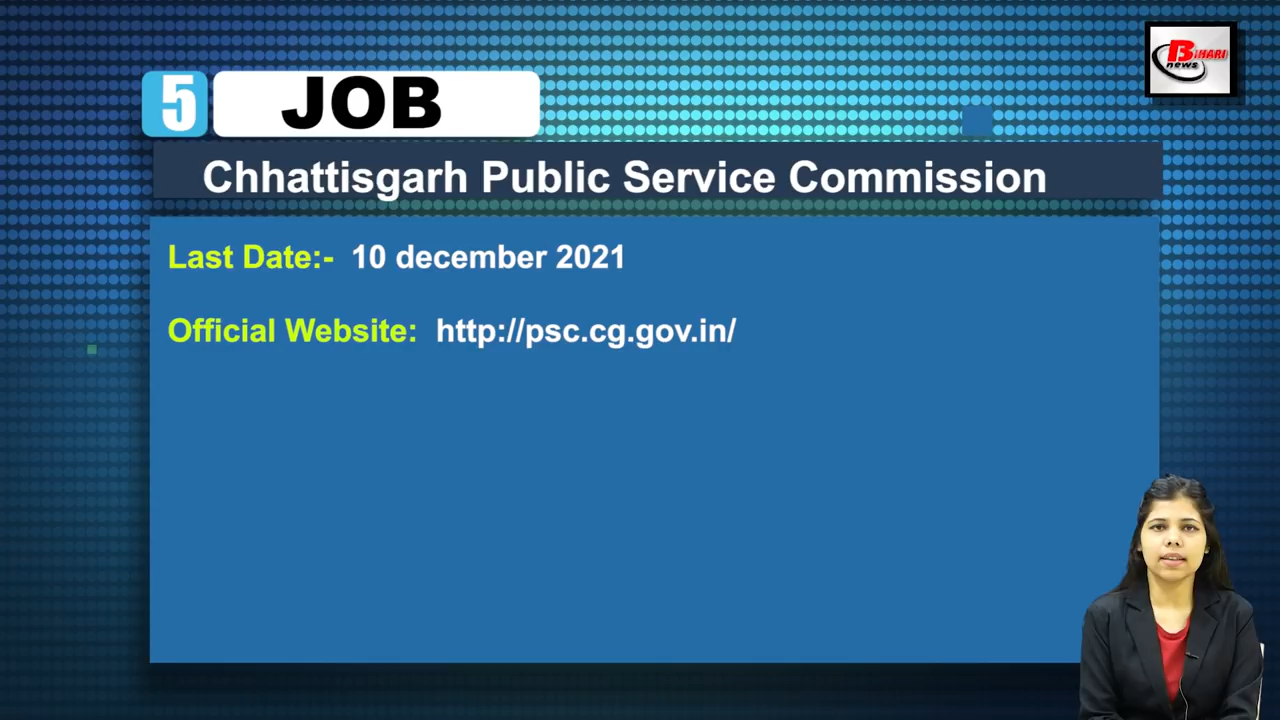 BIHARI
news
5 JOB
Chhattisgarh Public Service Commission
Last Date:- 10 december 2021
Official Website: http://psc.cg.gov.in/